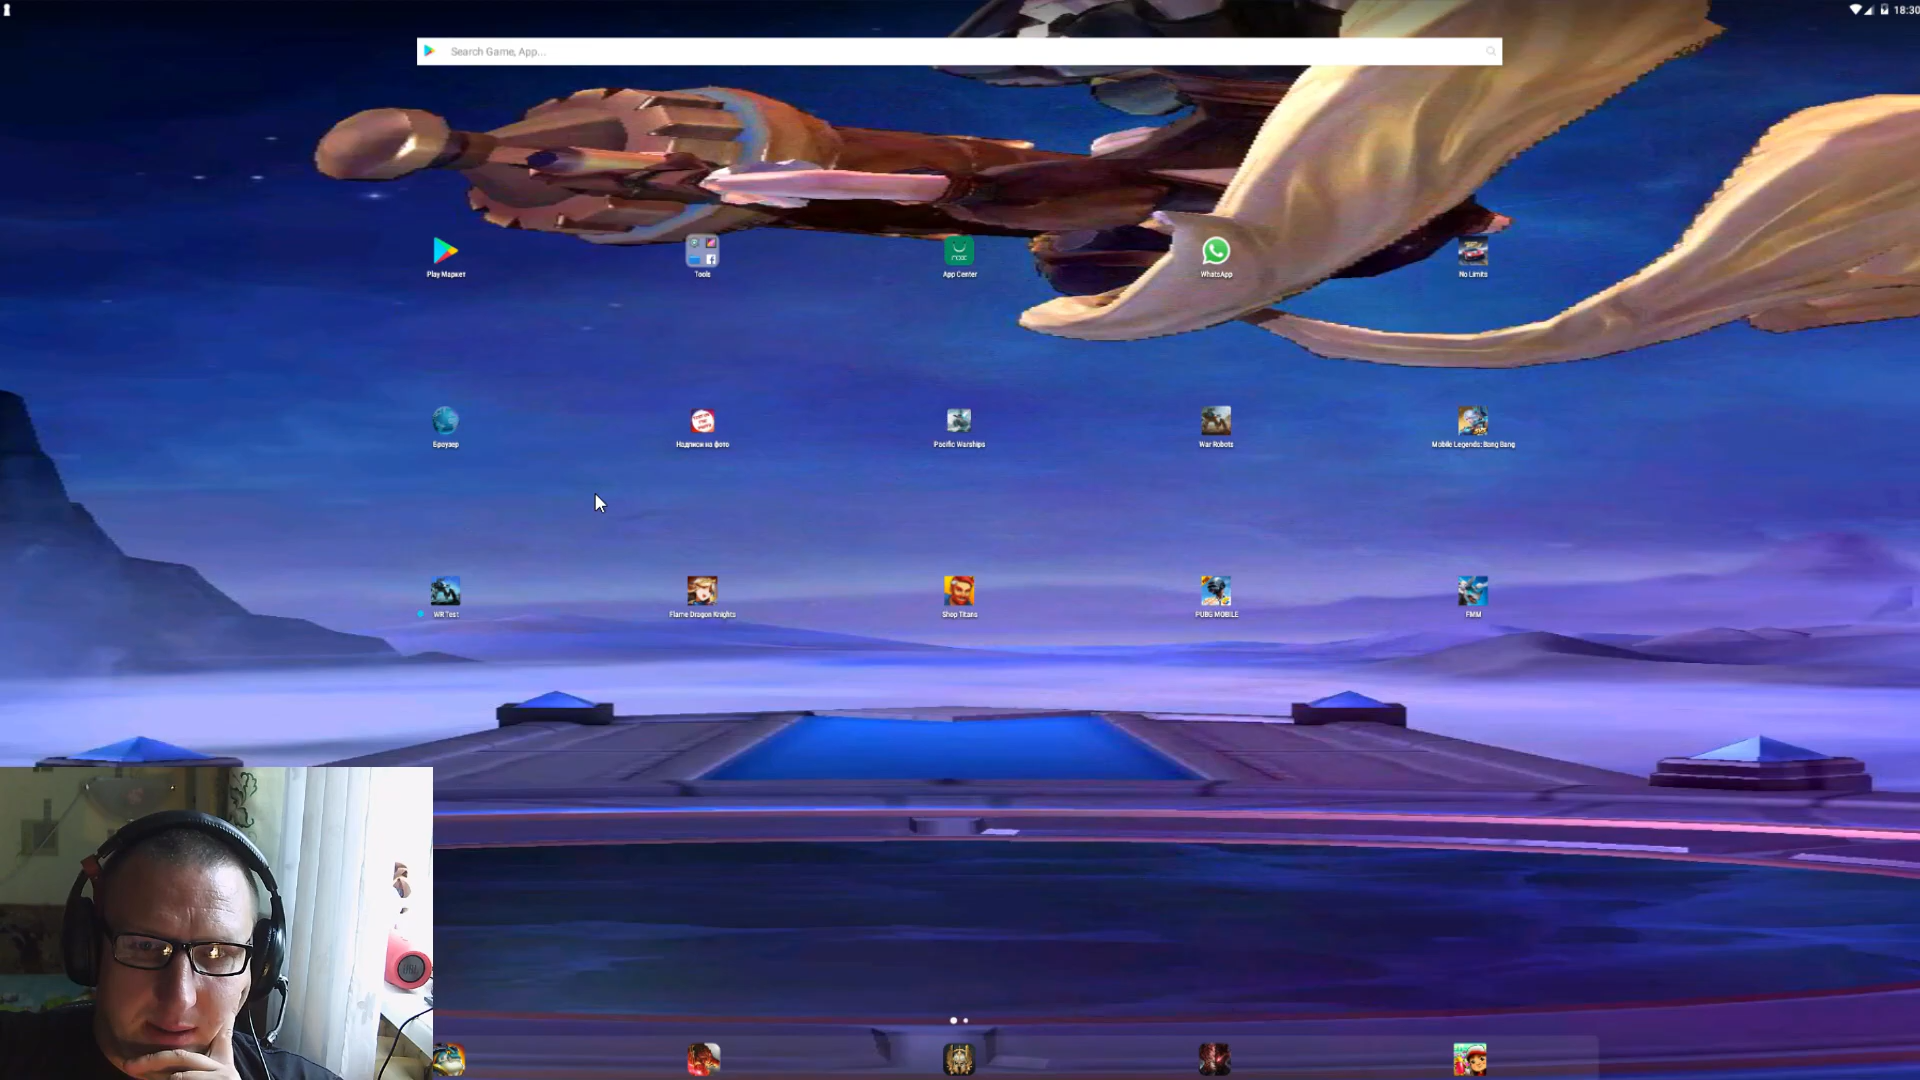 18:30
Search Game, App...
Play Маркет
Tools
App Center
WhatsApp
No Limits
Браузер
Надписи на фото
Pacific Warships
War Robots
Mobile Legends: Bang Bang
WR Test
Flame Dragon Knights
Shop Titans
PUBG MOBILE
FMM
JBL